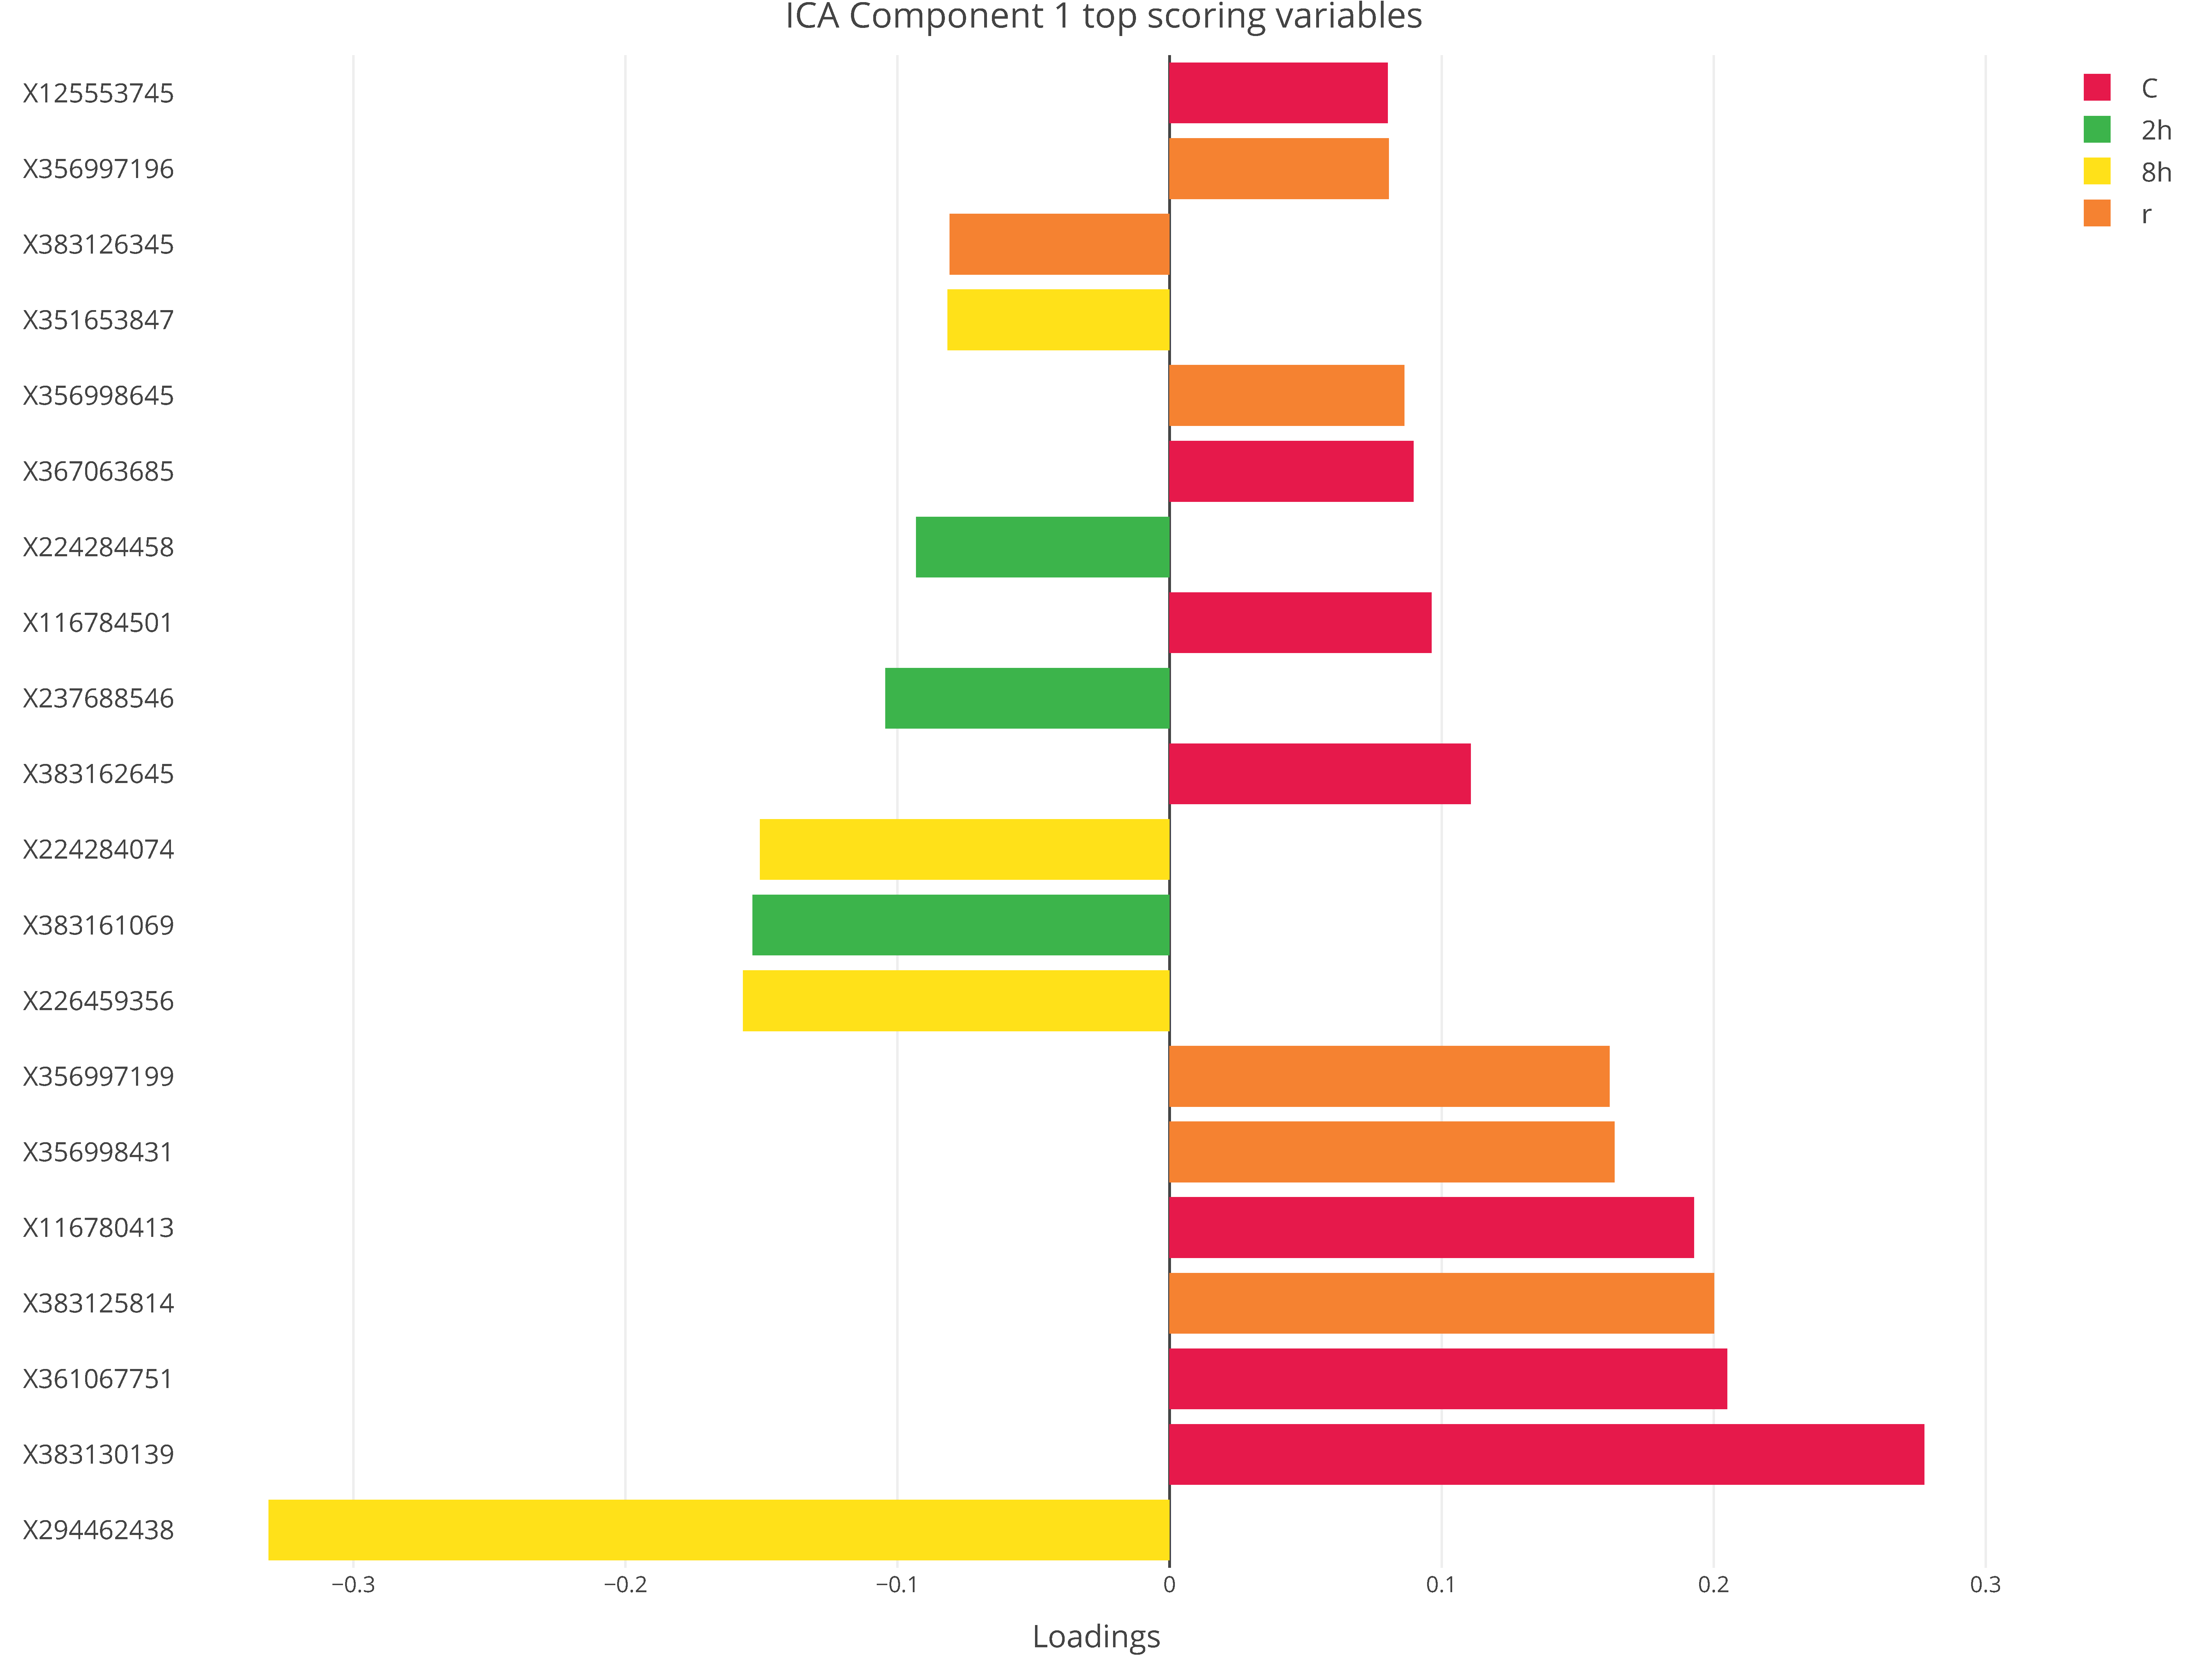 ICA Component 1 top scoring variables
X125553745
X356997196
X383126345
X351653847
X356998645
X367063685
X224284458
X116784501
X237688546
X383162645
X224284074
X383161069
X226459356
X356997199
X356998431
X116780413
X383125814
X361067751
X383130139
X294462438
C
2h
8h
r
−0.3 −0.2 −0.1 0 0.1 0.2 0.3
Loadings